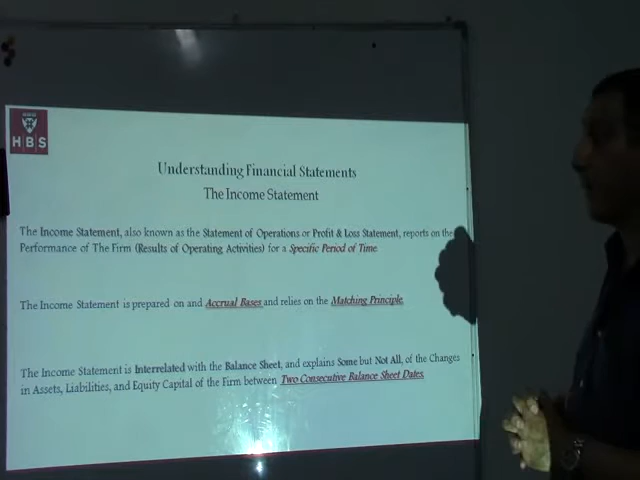 HBS
Understanding Financial Statements
The Income Statement
The Income Statement, also known as the Statement of Operations or Profit & Loss Statement, reports on the
Performance of The Firm (Results of Operating Activities) for a Specific Period of Time
The Income Statement is prepared on and Accrual Bases and relies on the Matching Principle.
The Income Statement is Interrelated with the Balance Sheet, and explains Some but Not All, of the Changes
in Assets, Liabilities, and Equity Capital of the Firm between Two Consecutive Balance Sheet Dates.